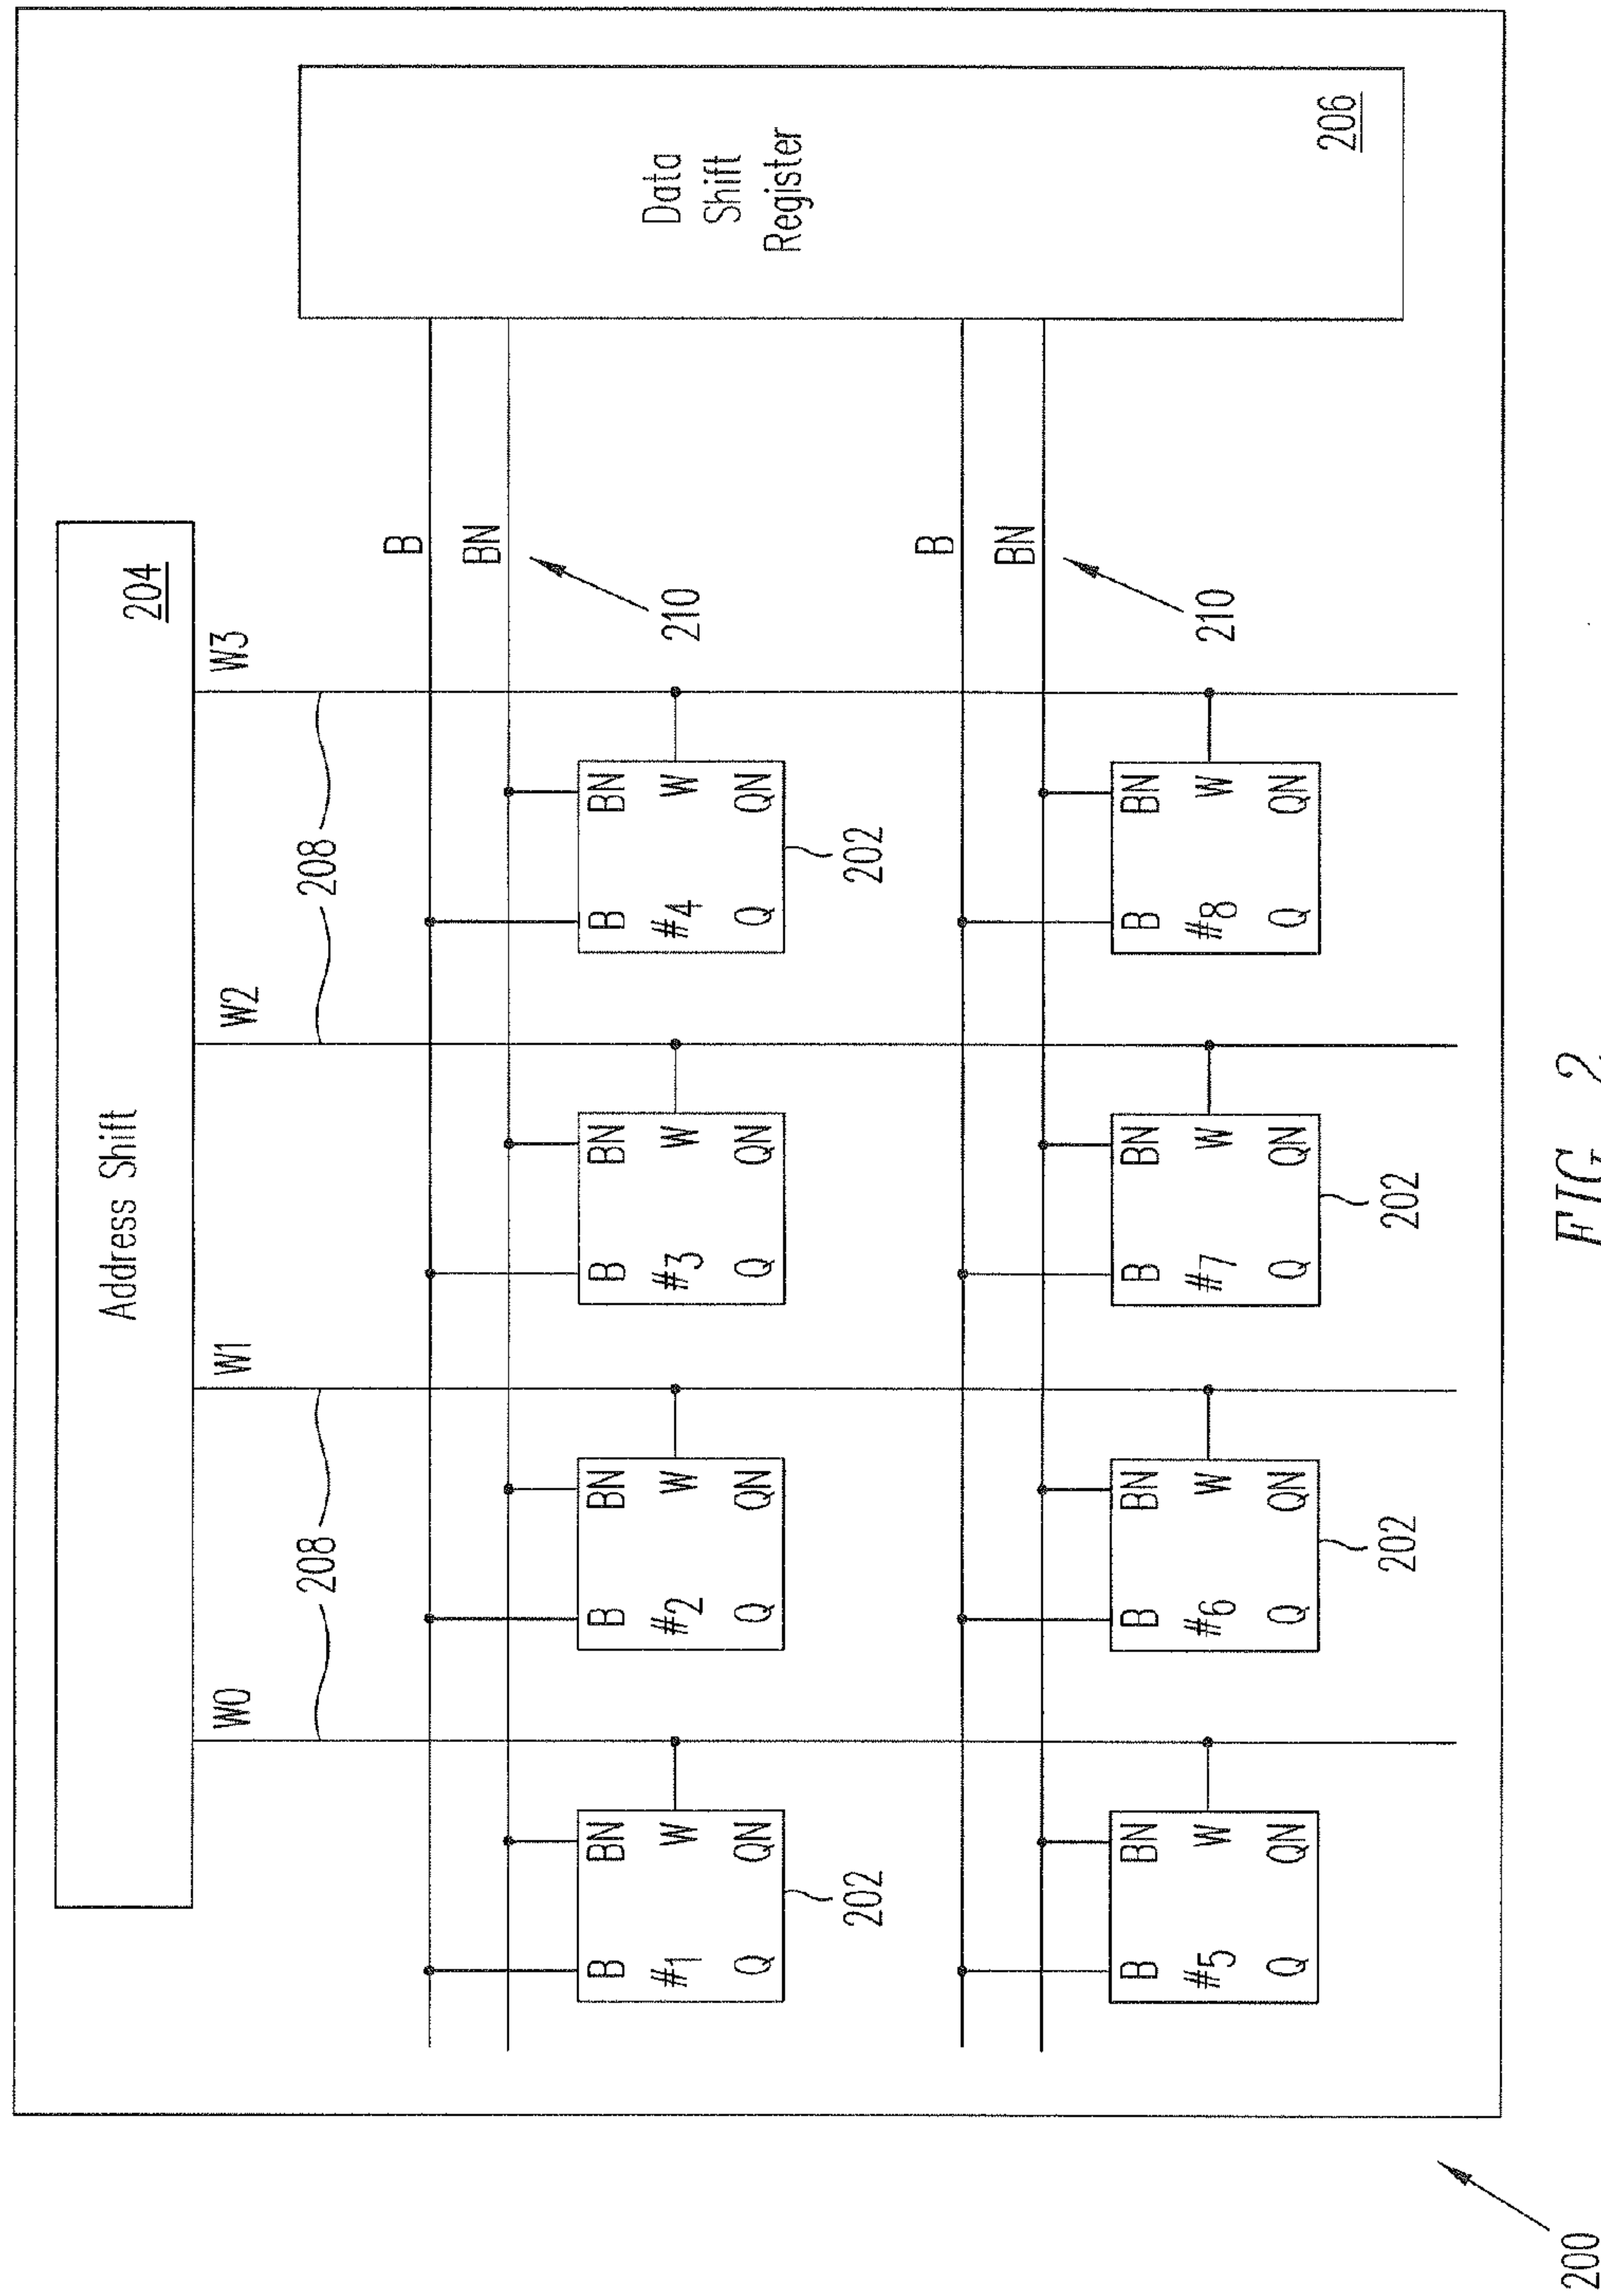 Address Shift
204
W0
W1
W2
W3
208
208
B
BN
210
Data
Shift
Register
206
B BN
#1 W
Q QN
202
B BN
#2 W
Q QN
B BN
#3 W
Q QN
B BN
#4 W
Q QN
202
B
BN
210
B BN
#5 W
Q QN
B BN
#6 W
Q QN
202
B BN
#7 W
Q QN
202
B BN
#8 W
Q QN
200
FIG. 2